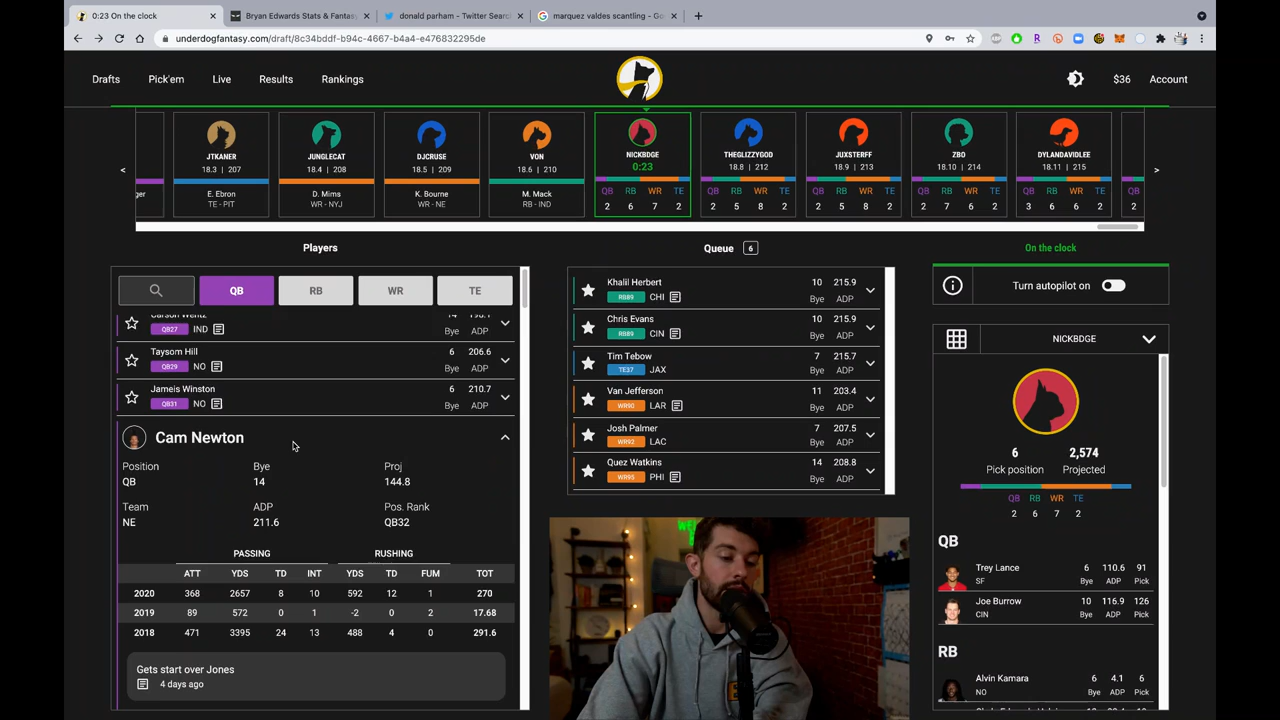 0:23 On the clock
Bryan Edwards Stats & Fantas
donald parham - Twitter Searc
marquez valdes scantling - Go
underdogfantasy.com/draft/8c34bddf-b94c-4667-b4a4-e476832295de
Drafts Pick'em Live Results Rankings $36 Account
JTKANER JUNGLECAT DJCRUSE VON NICKBDGE THEGLIZZYGOD JUXSTERFF ZBO DYLANDAVIDLEE
18.3 | 207 18.4 | 208 18.5 | 209 18.6 | 210 0:23 18.8 | 212 18.9 | 213 18.10 | 214 18.11 | 215
QB RB WR TE QB RB WR TE QB RB WR TE QB RB WR TE QB RB WR TE QB
ger E. Ebron D. Mims K. Bourne M. Mack
TE - PIT WR - NYJ WR - NE RB - IND
2 6 7 2 2 5 8 2 2 5 8 2 2 7 6 2 3 6 6 2 2
Players Queue 6 On the clock
QB RB WR TE
QB27 IND Bye ADP
Taysom Hill 6 206.6
QB29 NO Bye ADP
Jameis Winston 6 210.7
QB31 NO Bye ADP
Cam Newton
Position Bye Proj
QB 14 144.8
Team ADP Pos. Rank
NE 211.6 QB32
PASSING RUSHING
ATT YDS TD INT YDS TD FUM TOT
2020 368 2657 8 10 592 12 1 270
2019 89 572 0 1 -2 0 2 17.68
2018 471 3395 24 13 488 4 0 291.6
Gets start over Jones
4 days ago
Khalil Herbert 10 215.9
RB89 CHI Bye ADP
Chris Evans 10 215.9
RB89 CIN Bye ADP
Tim Tebow 7 215.7
TE37 JAX Bye ADP
Van Jefferson 11 203.4
WR90 LAR Bye ADP
Josh Palmer 7 207.5
WR92 LAC Bye ADP
Quez Watkins 14 208.8
WR95 PHI Bye ADP
Turn autopilot on
NICKBDGE
6 2,574
Pick position Projected
QB RB WR TE
2 6 7 2
QB
Trey Lance 6 110.6 91
SF Bye ADP Pick
Joe Burrow 10 116.9 126
CIN Bye ADP Pick
RB
Alvin Kamara 6 4.1 6
NO Bye ADP Pick